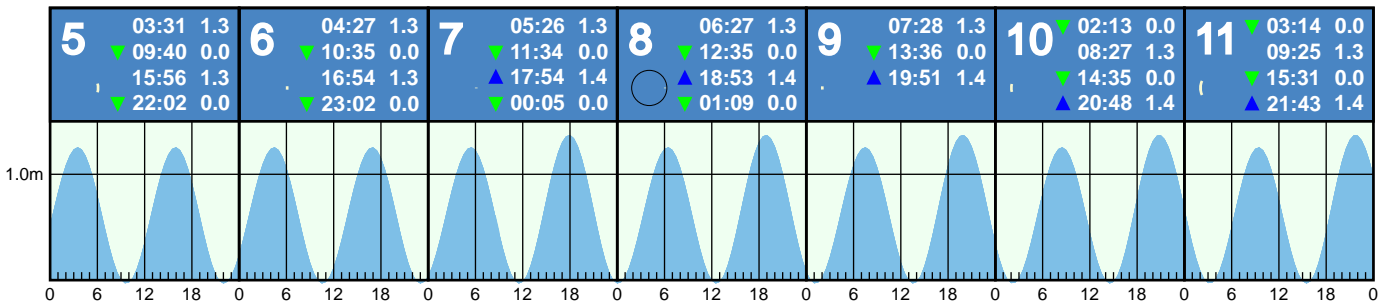 5
03:31 1.3
▼ 09:40 0.0
15:56 1.3
▼ 22:02 0.0
6
04:27 1.3
▼ 10:35 0.0
16:54 1.3
▼ 23:02 0.0
7
05:26 1.3
▼ 11:34 0.0
▲ 17:54 1.4
▼ 00:05 0.0
8
06:27 1.3
▼ 12:35 0.0
▲ 18:53 1.4
▼ 01:09 0.0
9
07:28 1.3
▼ 13:36 0.0
▲ 19:51 1.4
10
▼ 02:13 0.0
08:27 1.3
▼ 14:35 0.0
▲ 20:48 1.4
11
▼ 03:14 0.0
09:25 1.3
▼ 15:31 0.0
▲ 21:43 1.4
1.0m
0 6 12 18 0 6 12 18 0 6 12 18 0 6 12 18 0 6 12 18 0 6 12 18 0 6 12 18 0